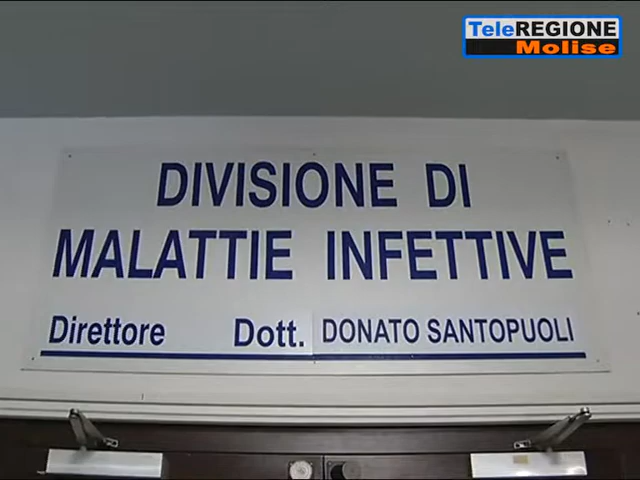 TeleREGIONE
Molise
DIVISIONE DI
MALATTIE INFETTIVE
Direttore Dott. DONATO SANTOPUOLI